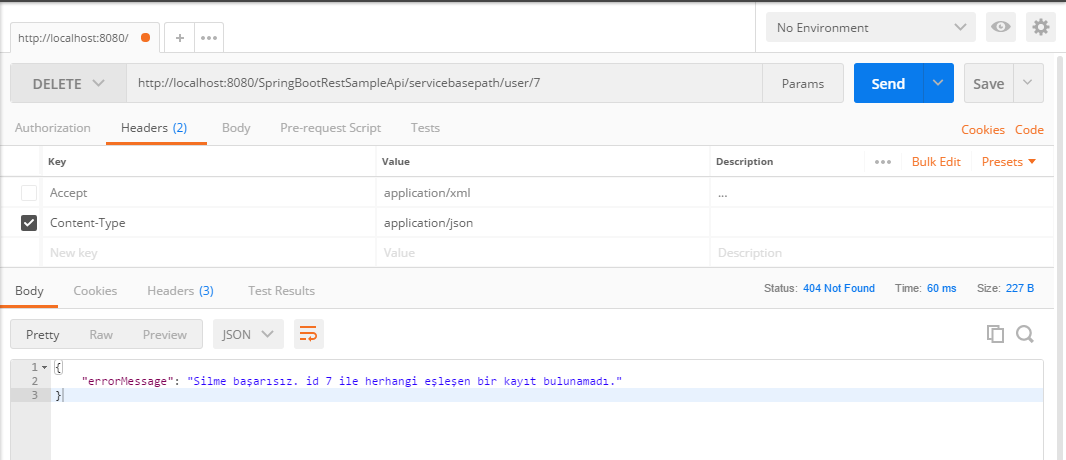 http://localhost:8080/ + ••• No Environment
DELETE http://localhost:8080/SpringBootRestSampleApi/servicebasepath/user/7 Params Send Save
Authorization Headers (2) Body Pre-request Script Tests Cookies Code
Key Value Description ••• Bulk Edit Presets
Accept application/xml ...
Content-Type application/json
New key Value Description
Body Cookies Headers (3) Test Results Status: 404 Not Found Time: 60 ms Size: 227 B
Pretty Raw Preview JSON
1 {
2 "errorMessage": "Silme başarısız. id 7 ile herhangi eşleşen bir kayıt bulunamadı."
3 }